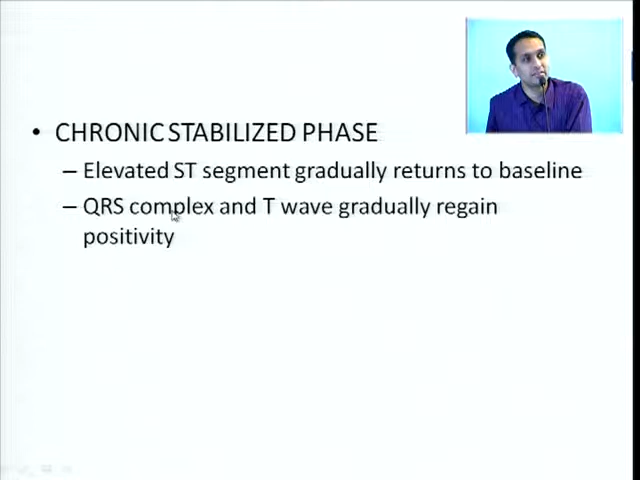 • CHRONIC STABILIZED PHASE
– Elevated ST segment gradually returns to baseline
– QRS complex and T wave gradually regain
positivity